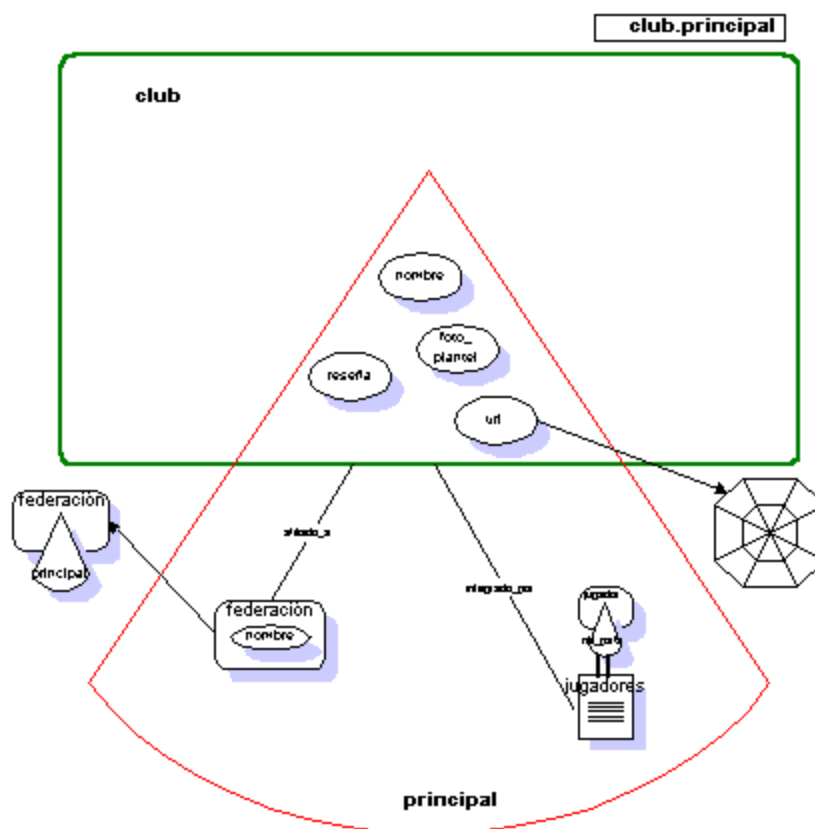 club.principal
club
nombre
foto_
plantel
reseña
url
federación
principal
afiliado_a
integrado_por
jugador
federación
nombre
jugadores
principal